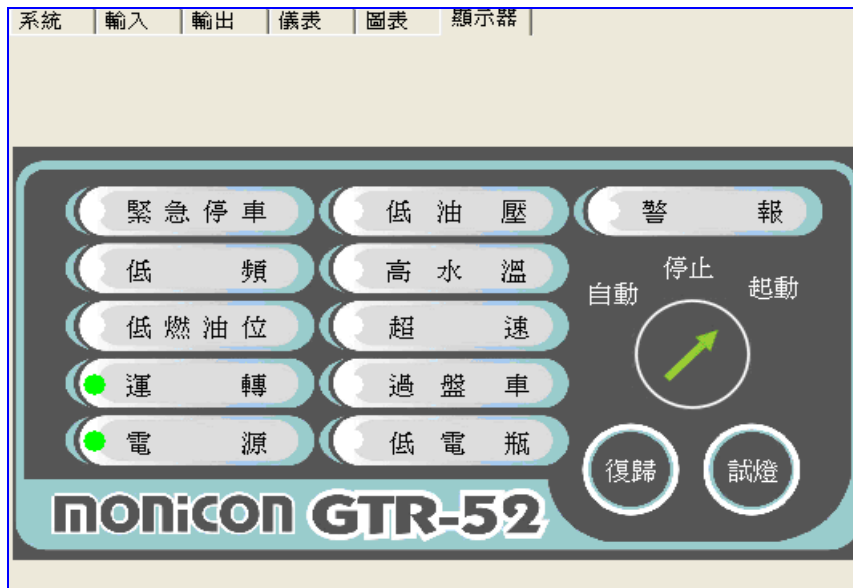 系統 輸入 輸出 儀表 圖表 顯示器
緊急停車 低油壓 警報
低頻 高水溫
低燃油位 超速
運轉 過盤車
電源 低電瓶
自動 停止 起動
復歸 試燈
monicon GTR-52